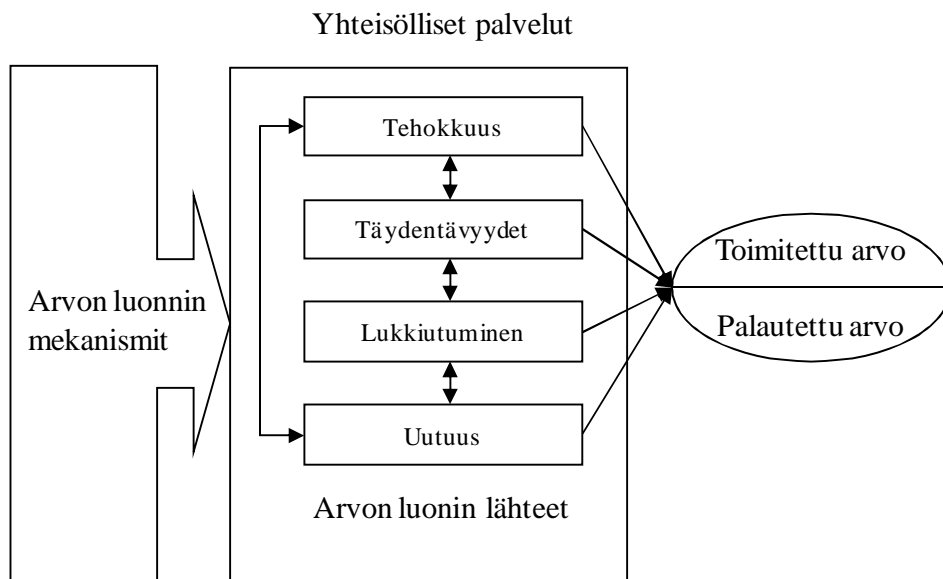 Yhteisölliset palvelut
Tehokkuus
Täydentävyydet
Lukkiutuminen
Uutuus
Arvon luonin lähteet
Arvon luonnin
mekanismit
Toimitettu arvo
Palautettu arvo